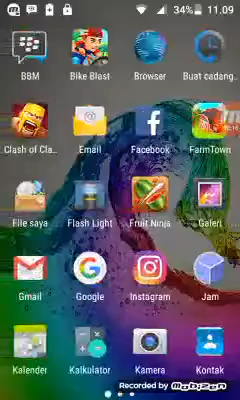 34% 11.09
BBM Bike Blast Browser Buat cadang...
Clash of Cla... Email Facebook FarmTown
File saya Flash Light Fruit Ninja Galeri
Gmail Google Instagram Jam
Kalender Kalkulator Kamera Kontak
Recorded by Mobizen